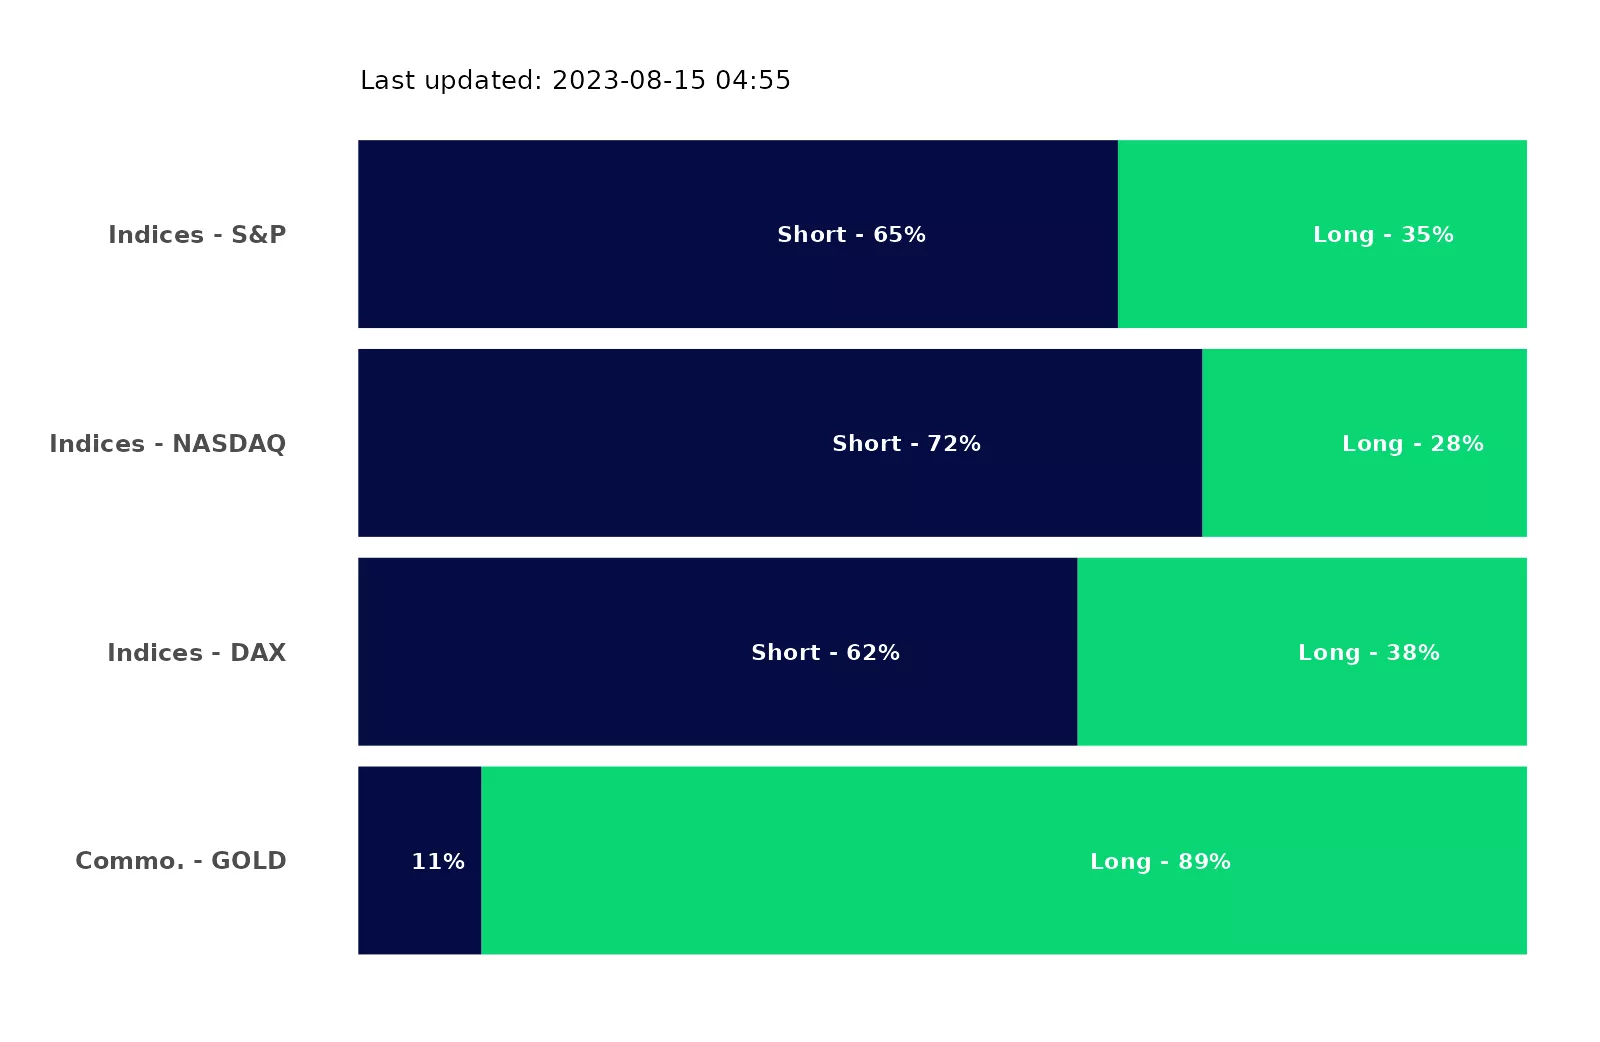 Last updated: 2023-08-15 04:55
Indices - S&P
Short - 65%
Long - 35%
Indices - NASDAQ
Short - 72%
Long - 28%
Indices - DAX
Short - 62%
Long - 38%
Commo. - GOLD
11%
Long - 89%